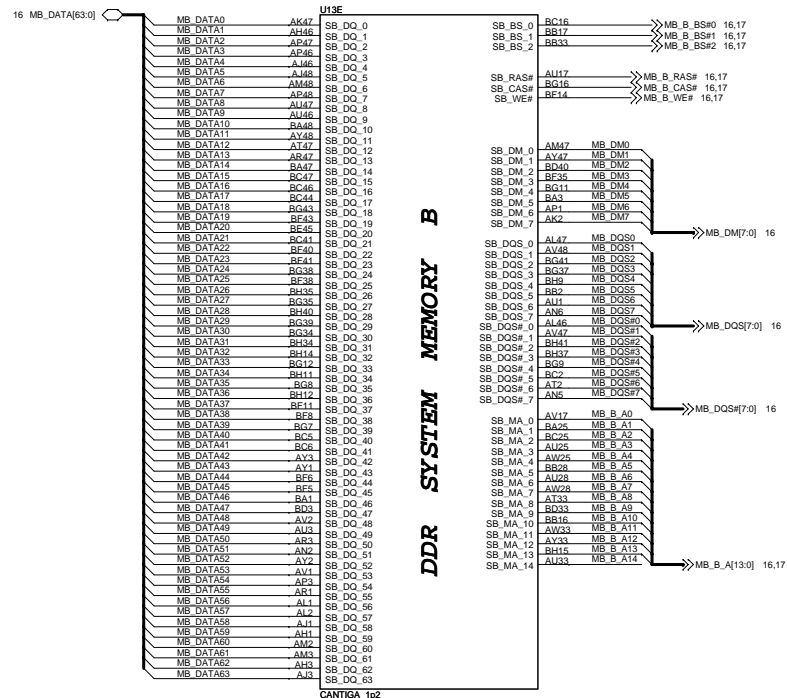 U13E
16 MB_DATA[63:0]
MB_DATA0 AK47 SB_DQ_0
MB_DATA1 AH46 SB_DQ_1
MB_DATA2 AP47 SB_DQ_2
MB_DATA3 AP46 SB_DQ_3
MB_DATA4 AJ46 SB_DQ_4
MB_DATA5 AJ48 SB_DQ_5
MB_DATA6 AM48 SB_DQ_6
MB_DATA7 AP48 SB_DQ_7
MB_DATA8 AU47 SB_DQ_8
MB_DATA9 AU46 SB_DQ_9
MB_DATA10 BA48 SB_DQ_10
MB_DATA11 AY48 SB_DQ_11
MB_DATA12 AT47 SB_DQ_12
MB_DATA13 AR47 SB_DQ_13
MB_DATA14 BA47 SB_DQ_14
MB_DATA15 BC47 SB_DQ_15
MB_DATA16 BC46 SB_DQ_16
MB_DATA17 BC44 SB_DQ_17
MB_DATA18 BG43 SB_DQ_18
MB_DATA19 BF43 SB_DQ_19
MB_DATA20 BE45 SB_DQ_20
MB_DATA21 BC41 SB_DQ_21
MB_DATA22 BF40 SB_DQ_22
MB_DATA23 BF41 SB_DQ_23
MB_DATA24 BG38 SB_DQ_24
MB_DATA25 BF38 SB_DQ_25
MB_DATA26 BH35 SB_DQ_26
MB_DATA27 BG35 SB_DQ_27
MB_DATA28 BH40 SB_DQ_28
MB_DATA29 BG39 SB_DQ_29
MB_DATA30 BG34 SB_DQ_30
MB_DATA31 BH34 SB_DQ_31
MB_DATA32 BH14 SB_DQ_32
MB_DATA33 BG12 SB_DQ_33
MB_DATA34 BH11 SB_DQ_34
MB_DATA35 BG8 SB_DQ_35
MB_DATA36 BH12 SB_DQ_36
MB_DATA37 BF11 SB_DQ_37
MB_DATA38 BF8 SB_DQ_38
MB_DATA39 BG7 SB_DQ_39
MB_DATA40 BC5 SB_DQ_40
MB_DATA41 BC6 SB_DQ_41
MB_DATA42 AY3 SB_DQ_42
MB_DATA43 AY1 SB_DQ_43
MB_DATA44 BF6 SB_DQ_44
MB_DATA45 BF5 SB_DQ_45
MB_DATA46 BA1 SB_DQ_46
MB_DATA47 BD3 SB_DQ_47
MB_DATA48 AV2 SB_DQ_48
MB_DATA49 AU3 SB_DQ_49
MB_DATA50 AR3 SB_DQ_50
MB_DATA51 AN2 SB_DQ_51
MB_DATA52 AY2 SB_DQ_52
MB_DATA53 AV1 SB_DQ_53
MB_DATA54 AP3 SB_DQ_54
MB_DATA55 AR1 SB_DQ_55
MB_DATA56 AL1 SB_DQ_56
MB_DATA57 AL2 SB_DQ_57
MB_DATA58 AJ1 SB_DQ_58
MB_DATA59 AH1 SB_DQ_59
MB_DATA60 AM2 SB_DQ_60
MB_DATA61 AM3 SB_DQ_61
MB_DATA62 AH3 SB_DQ_62
MB_DATA63 AJ3 SB_DQ_63
DDR SYSTEM MEMORY B
SB_BS_0 BC16 MB_B_BS#0 16,17
SB_BS_1 BB17 MB_B_BS#1 16,17
SB_BS_2 BB33 MB_B_BS#2 16,17
SB_RAS# AU17 MB_B_RAS# 16,17
SB_CAS# BG16 MB_B_CAS# 16,17
SB_WE# BF14 MB_B_WE# 16,17
SB_DM_0 AM47 MB_DM0
SB_DM_1 AY47 MB_DM1
SB_DM_2 BD40 MB_DM2
SB_DM_3 BF35 MB_DM3
SB_DM_4 BG11 MB_DM4
SB_DM_5 BA3 MB_DM5
SB_DM_6 AP1 MB_DM6
SB_DM_7 AK2 MB_DM7
MB_DM[7:0] 16
SB_DQS_0 AL47 MB_DQS0
SB_DQS_1 AV48 MB_DQS1
SB_DQS_2 BG41 MB_DQS2
SB_DQS_3 BG37 MB_DQS3
SB_DQS_4 BH9 MB_DQS4
SB_DQS_5 BB2 MB_DQS5
SB_DQS_6 AU1 MB_DQS6
SB_DQS_7 AN6 MB_DQS7
MB_DQS[7:0] 16
SB_DQS#_0 AL46 MB_DQS#0
SB_DQS#_1 AV47 MB_DQS#1
SB_DQS#_2 BH41 MB_DQS#2
SB_DQS#_3 BH37 MB_DQS#3
SB_DQS#_4 BG9 MB_DQS#4
SB_DQS#_5 BC2 MB_DQS#5
SB_DQS#_6 AT2 MB_DQS#6
SB_DQS#_7 AN5 MB_DQS#7
MB_DQS#[7:0] 16
SB_MA_0 AV17 MB_B_A0
SB_MA_1 BA25 MB_B_A1
SB_MA_2 BC25 MB_B_A2
SB_MA_3 AU25 MB_B_A3
SB_MA_4 AW25 MB_B_A4
SB_MA_5 BB28 MB_B_A5
SB_MA_6 AU28 MB_B_A6
SB_MA_7 AW28 MB_B_A7
SB_MA_8 AT33 MB_B_A8
SB_MA_9 BD33 MB_B_A9
SB_MA_10 BB16 MB_B_A10
SB_MA_11 AW33 MB_B_A11
SB_MA_12 AY33 MB_B_A12
SB_MA_13 BH15 MB_B_A13
SB_MA_14 AU33 MB_B_A14
MB_B_A[13:0] 16,17
CANTIGA_1p2